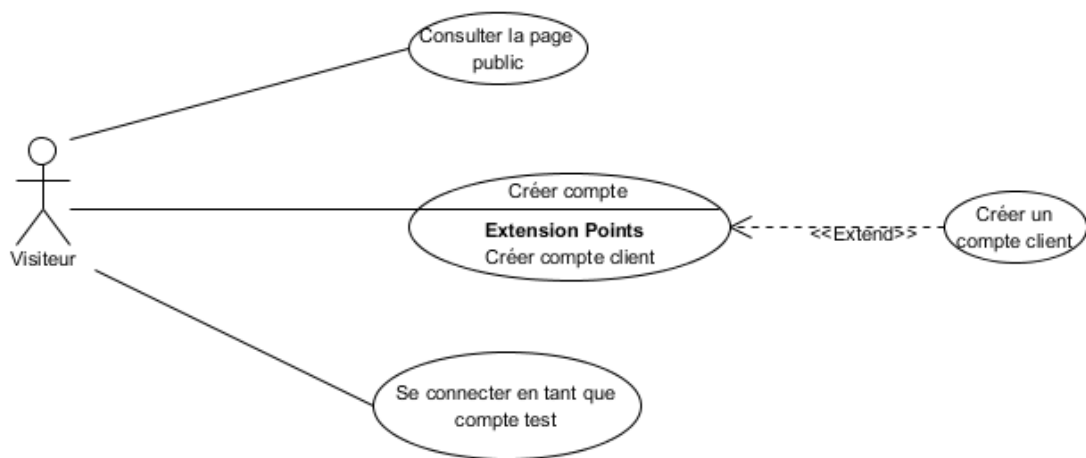 Consulter la page
public
Créer compte
Extension Points
Créer compte client
<<Extend>>
Créer un
compte client
Visiteur
Se connecter en tant que
compte test